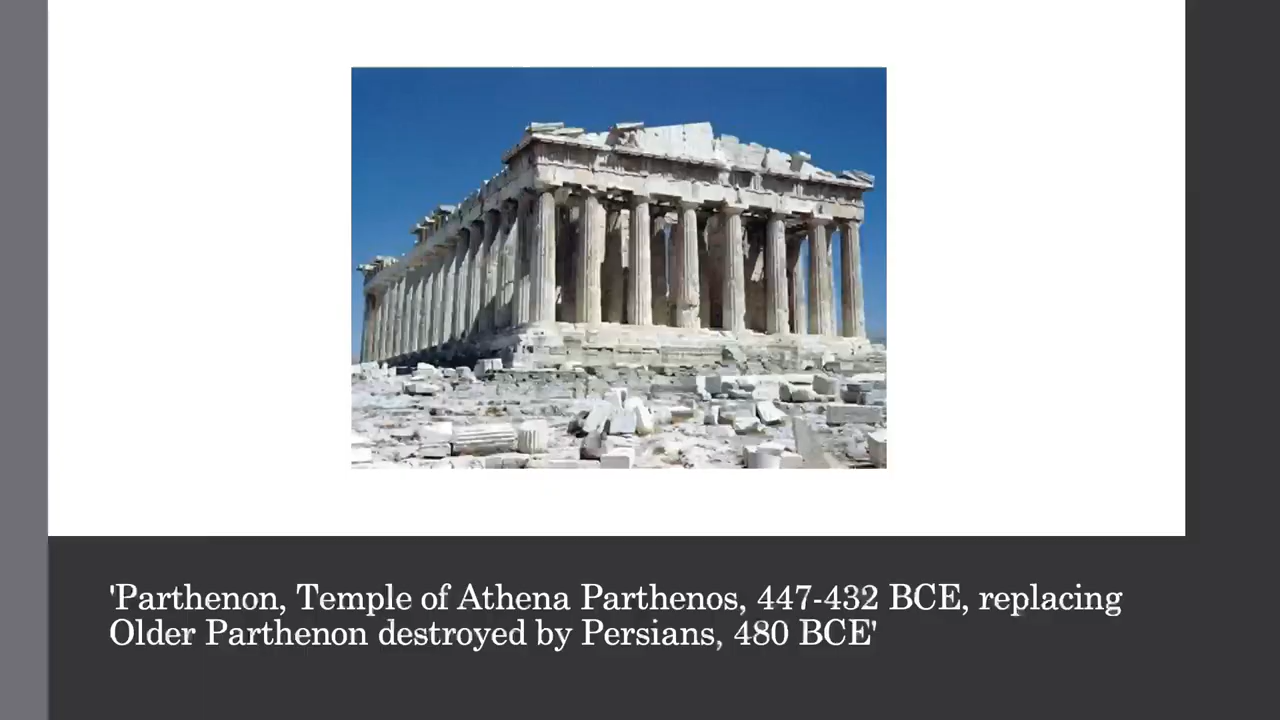 'Parthenon, Temple of Athena Parthenos, 447-432 BCE, replacing
Older Parthenon destroyed by Persians, 480 BCE'